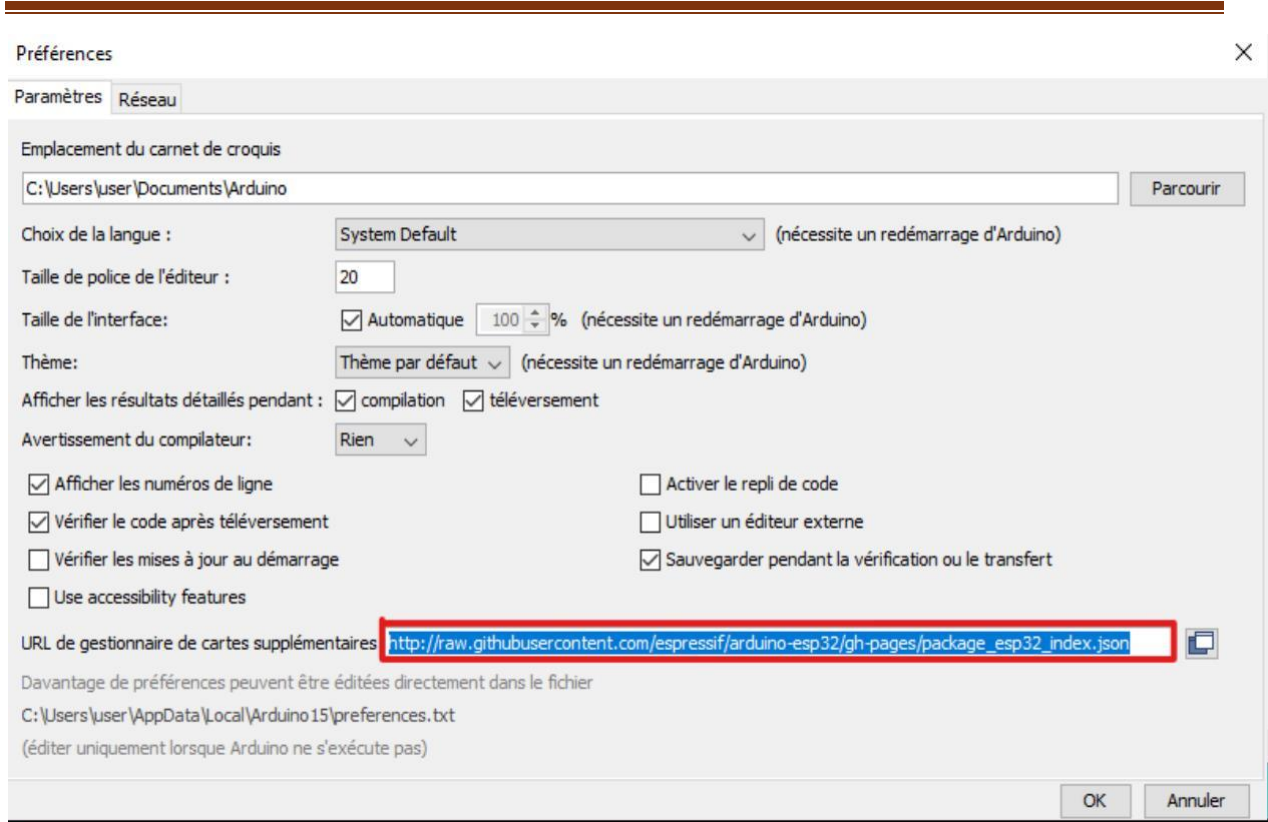 Préférences
Paramètres Réseau
Emplacement du carnet de croquis
C:\Users\user\Documents\Arduino Parcourir
Choix de la langue : System Default (nécessite un redémarrage d'Arduino)
Taille de police de l'éditeur : 20
Taille de l'interface: Automatique 100 % (nécessite un redémarrage d'Arduino)
Thème: Thème par défaut (nécessite un redémarrage d'Arduino)
Afficher les résultats détaillés pendant : compilation téléversement
Avertissement du compilateur: Rien
Afficher les numéros de ligne Activer le repli de code
Vérifier le code après téléversement Utiliser un éditeur externe
Vérifier les mises à jour au démarrage Sauvegarder pendant la vérification ou le transfert
Use accessibility features
URL de gestionnaire de cartes supplémentaires http://raw.githubusercontent.com/espressif/arduino-esp32/gh-pages/package_esp32_index.json
Davantage de préférences peuvent être éditées directement dans le fichier
C:\Users\user\AppData\Local\Arduino15\preferences.txt
(éditer uniquement lorsque Arduino ne s'exécute pas)
OK Annuler